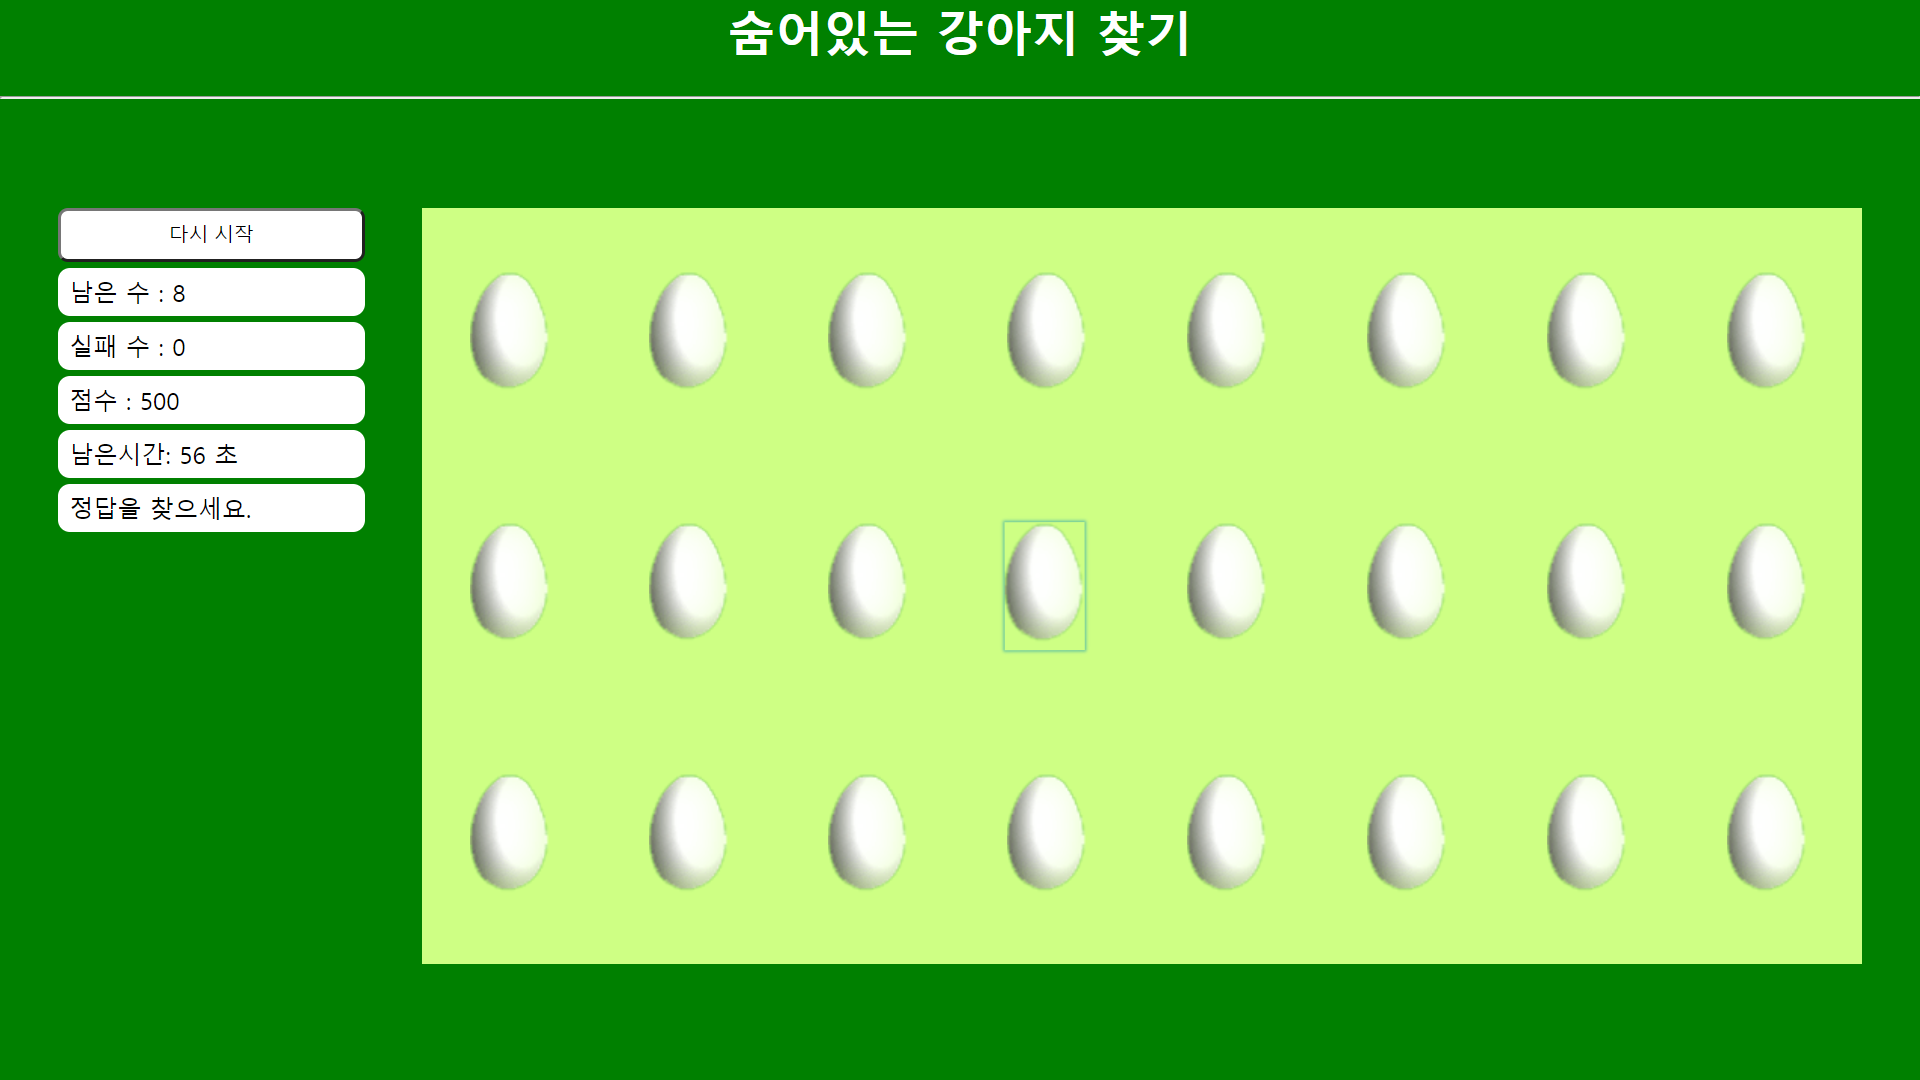 숨어있는 강아지 찾기
다시 시작
남은 수 : 8
실패 수 : 0
점수 : 500
남은시간: 56 초
정답을 찾으세요.